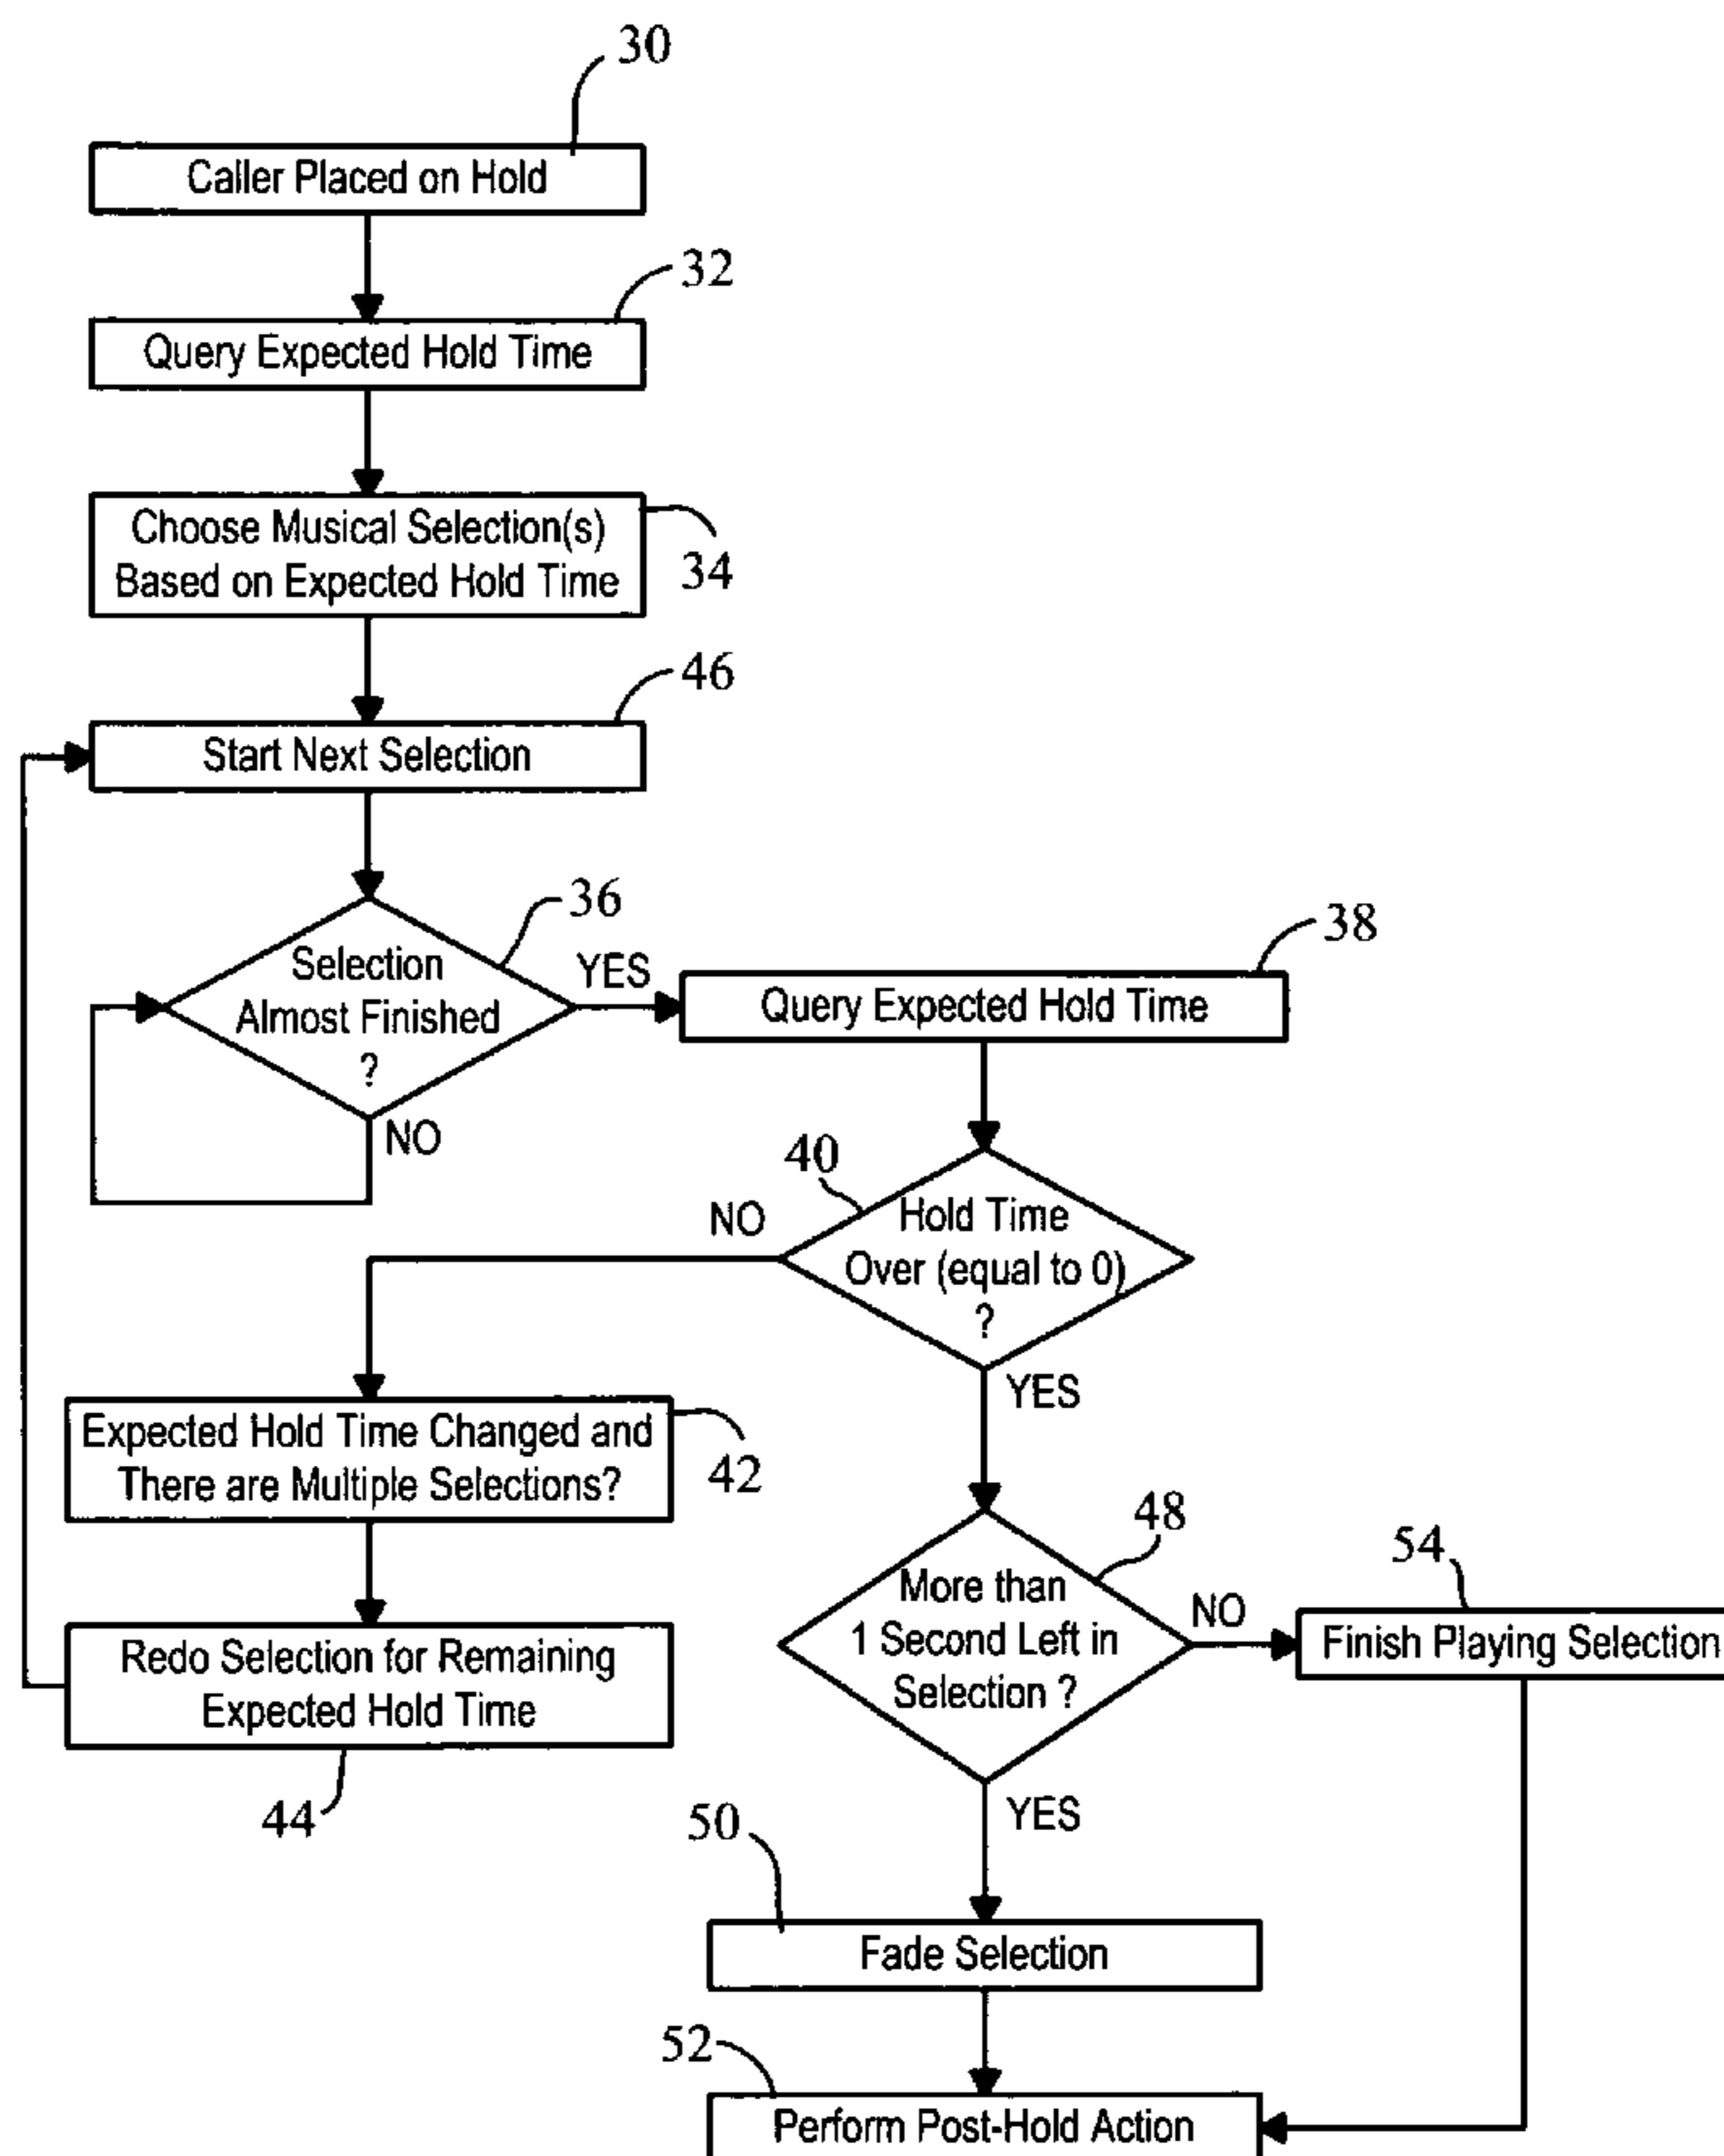 30
Caller Placed on Hold
32
Query Expected Hold Time
Choose Musical Selection(s)
Based on Expected Hold Time
34
46
Start Next Selection
36
Selection
Almost Finished
?
YES
NO
38
Query Expected Hold Time
40
Hold Time
Over (equal to 0)
?
NO
YES
Expected Hold Time Changed and
There are Multiple Selections?
42
Redo Selection for Remaining
Expected Hold Time
44
48
More than
1 Second Left in
Selection ?
NO
YES
54
Finish Playing Selection
50
Fade Selection
52
Perform Post-Hold Action